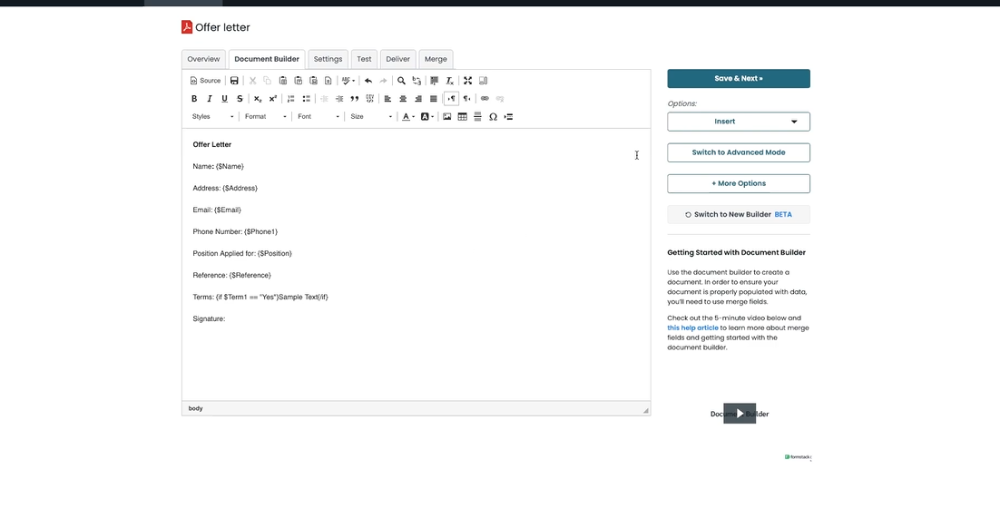 Offer letter
Overview
Document Builder
Settings
Test
Deliver
Merge
Source
Styles
Format
Font
Size
Offer Letter
Name: {$Name}
Address: {$Address}
Email: {$Email}
Phone Number: {$Phone1}
Position Applied for: {$Position}
Reference: {$Reference}
Terms: {if $Term1 == "Yes"}Sample Text{/if}
Signature:
body
Save & Next »
Options:
Insert
Switch to Advanced Mode
+ More Options
Switch to New Builder BETA
Getting Started with Document Builder
Use the document builder to create a
document. In order to ensure your
document is properly populated with data,
you'll need to use merge fields.
Check out the 5-minute video below and
this help article to learn more about merge
fields and getting started with the
document builder.
Document Builder
formstack